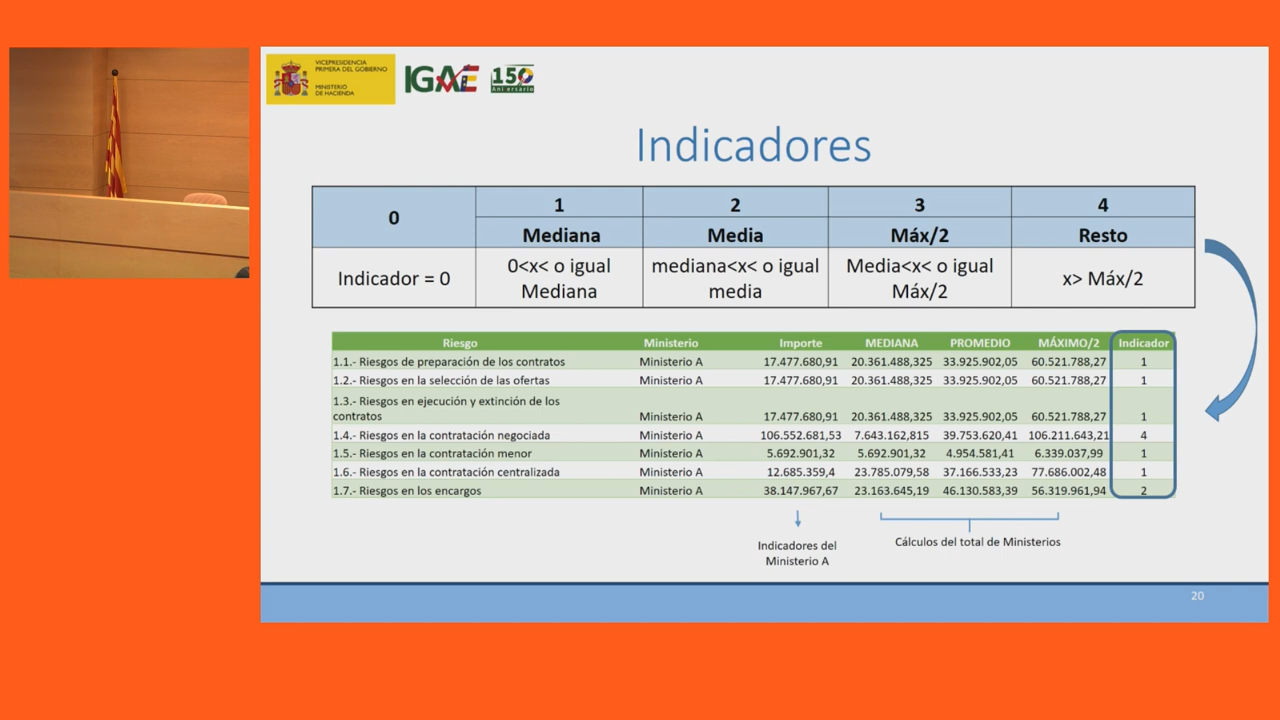 VICEPRESIDENCIA
PRIMERA DEL GOBIERNO
MINISTERIO
DE HACIENDA
IGAE
150
Aniversario
Indicadores
0 1 2 3 4
Mediana Media Máx/2 Resto
Indicador = 0 0<x< o igual Mediana mediana<x< o igual media Media<x< o igual Máx/2 x> Máx/2
Riesgo Ministerio Importe MEDIANA PROMEDIO MÁXIMO/2 Indicador
1.1.- Riesgos de preparación de los contratos Ministerio A 17.477.680,91 20.361.488,325 33.925.902,05 60.521.788,27 1
1.2.- Riesgos en la selección de las ofertas Ministerio A 17.477.680,91 20.361.488,325 33.925.902,05 60.521.788,27 1
1.3.- Riesgos en ejecución y extinción de los
contratos Ministerio A 17.477.680,91 20.361.488,325 33.925.902,05 60.521.788,27 1
1.4.- Riesgos en la contratación negociada Ministerio A 106.552.681,53 7.643.162,815 39.753.620,41 106.211.643,21 4
1.5.- Riesgos en la contratación menor Ministerio A 5.692.901,32 5.692.901,32 4.954.581,41 6.339.037,99 1
1.6.- Riesgos en la contratación centralizada Ministerio A 12.685.359,4 23.785.079,58 37.166.533,23 77.686.002,48 1
1.7.- Riesgos en los encargos Ministerio A 38.147.967,67 23.163.645,19 46.130.583,39 56.319.961,94 2
Indicadores del
Ministerio A
Cálculos del total de Ministerios
20